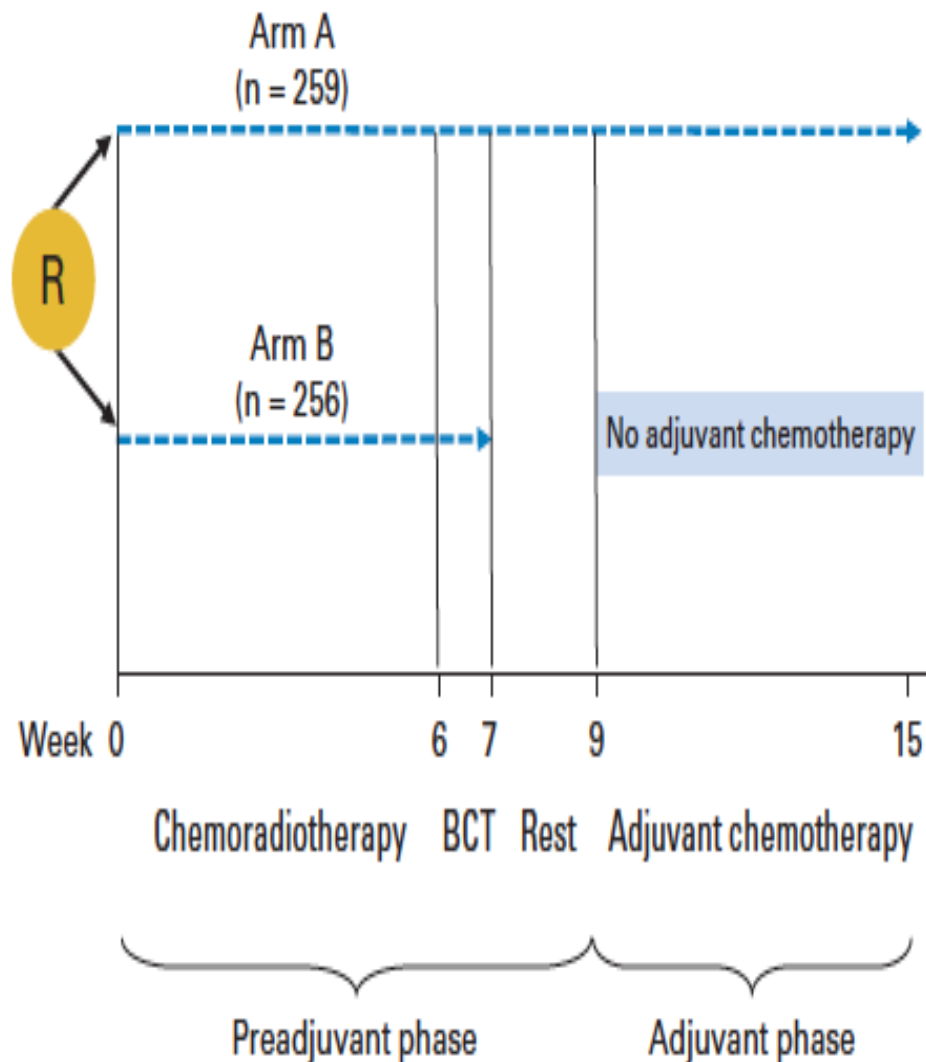 Arm A
(n = 259)
R
Arm B
(n = 256)
No adjuvant chemotherapy
Week 0 6 7 9 15
Chemoradiotherapy BCT Rest Adjuvant chemotherapy
Preadjuvant phase Adjuvant phase